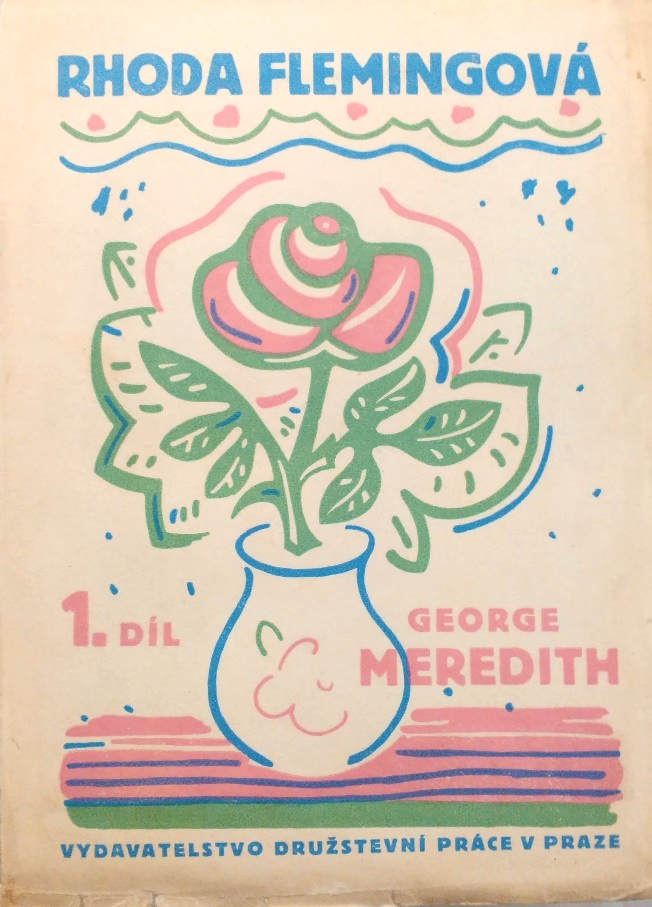 RHODA FLEMINGOVÁ
1. DÍL
GEORGE
MEREDITH
VYDAVATELSTVO DRUŽSTEVNÍ PRÁCE V PRAZE